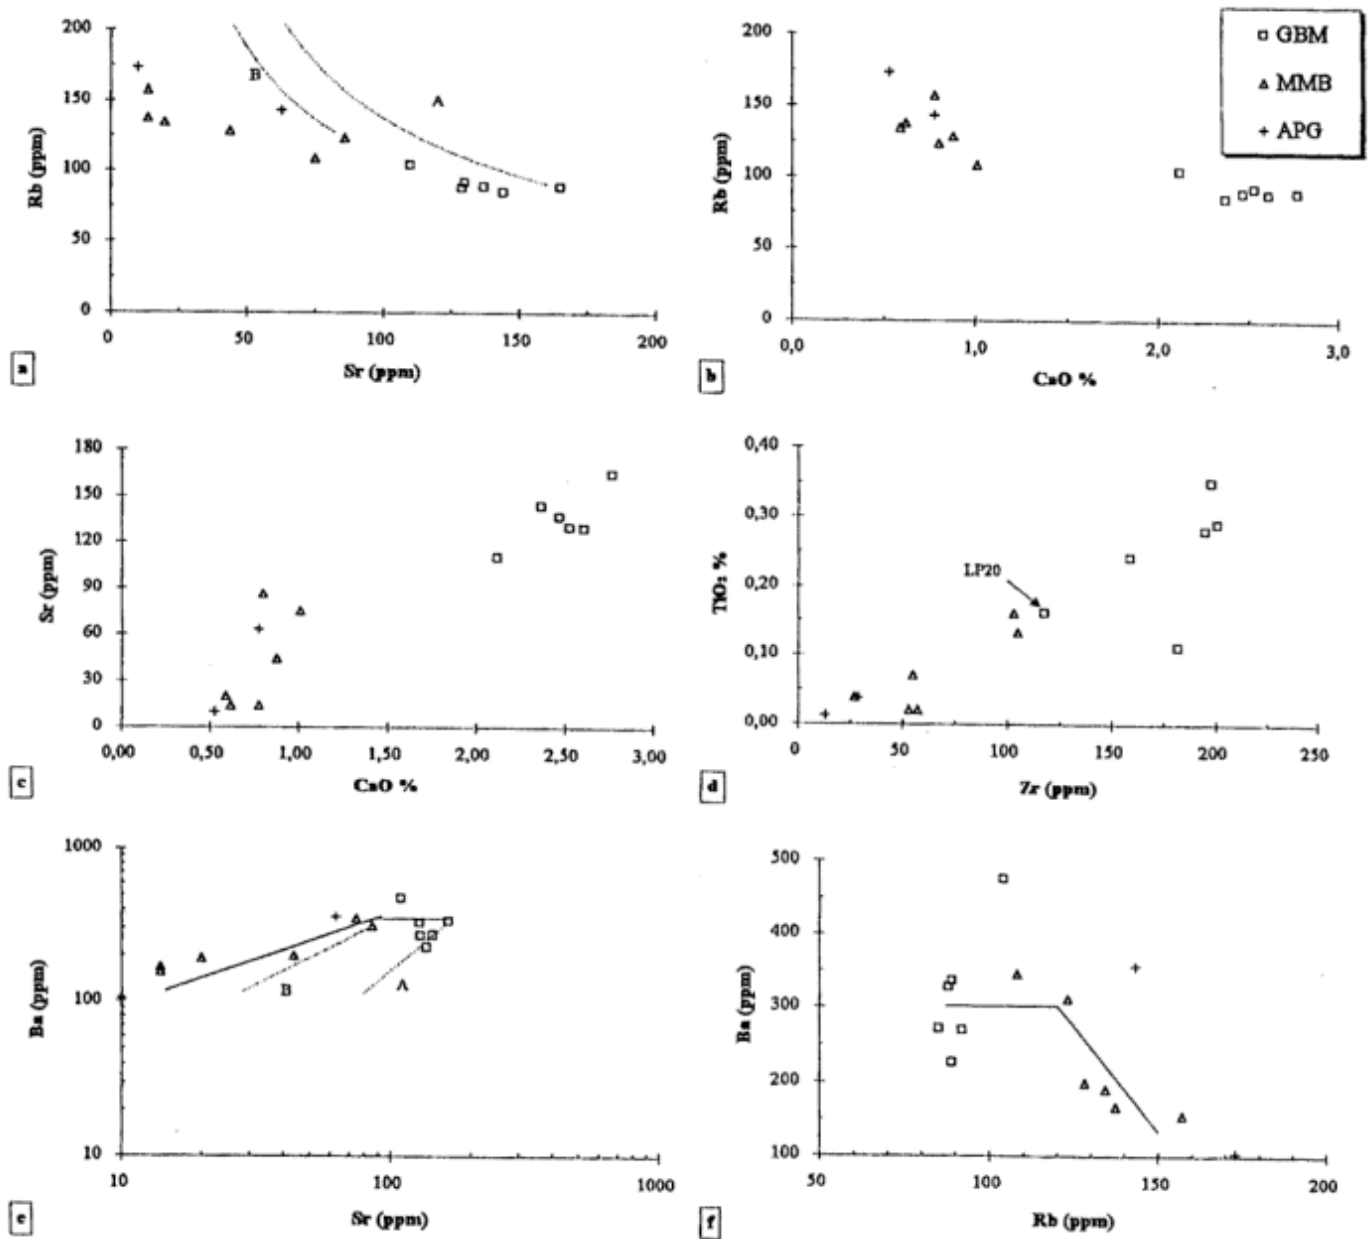 200
150
100
50
0
Rb (ppm)
B
A
0
50
100
150
200
Sr (ppm)
a
200
150
100
50
0
Rb (ppm)
0,0
1,0
2,0
3,0
CaO %
b
GBM
MMB
APG
180
150
120
90
60
30
0
Sr (ppm)
0,00
0,50
1,00
1,50
2,00
2,50
3,00
CaO %
c
0,40
0,30
0,20
0,10
0,00
TiO₂ %
LP20
0
50
100
150
200
250
Zr (ppm)
d
1000
100
10
Ba (ppm)
B
A
10
100
1000
Sr (ppm)
e
500
400
300
200
100
Ba (ppm)
50
100
150
200
Rb (ppm)
f